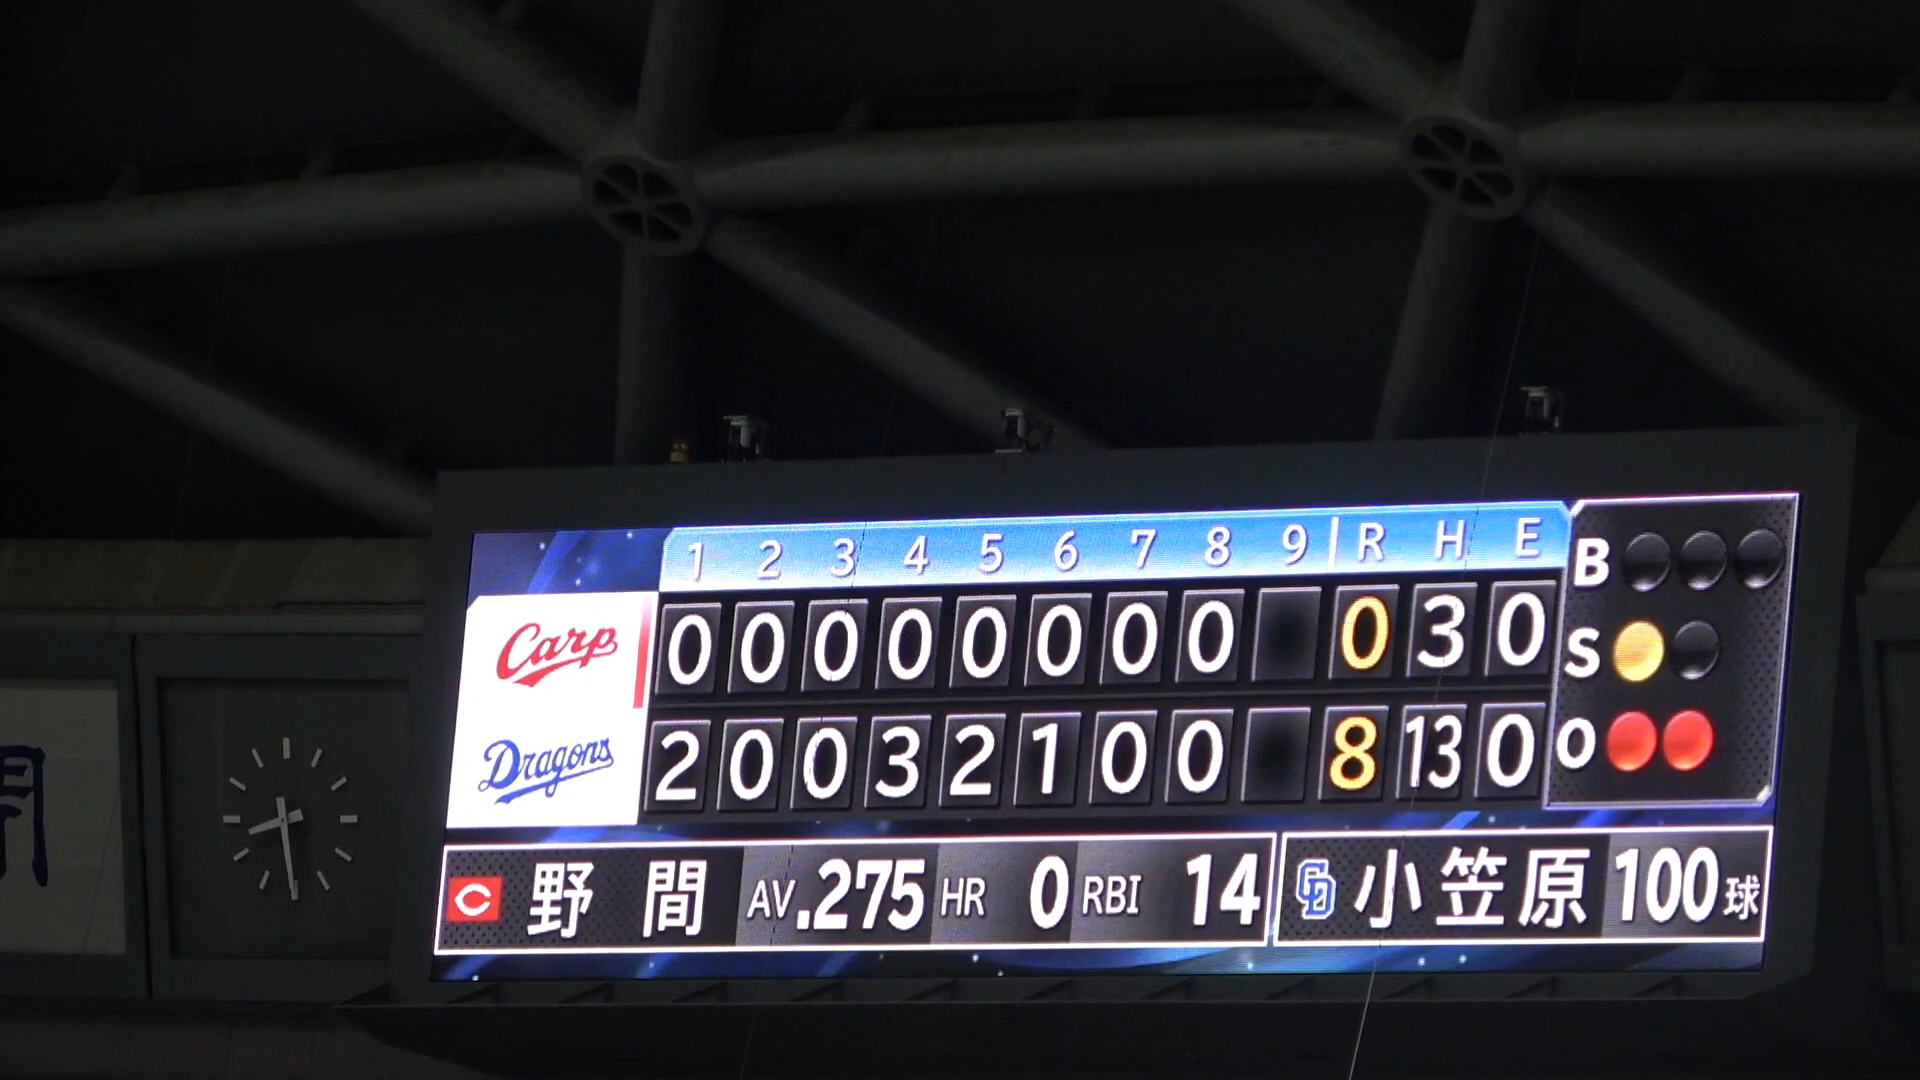 1 2 3 4 5 6 7 8 9 R H E
Carp 0 0 0 0 0 0 0 0 0 3 0
Dragons 2 0 0 3 2 1 0 0 8 13 0
B
S
O
C 野間 AV .275 HR 0 RBI 14
CD 小笠原 100球